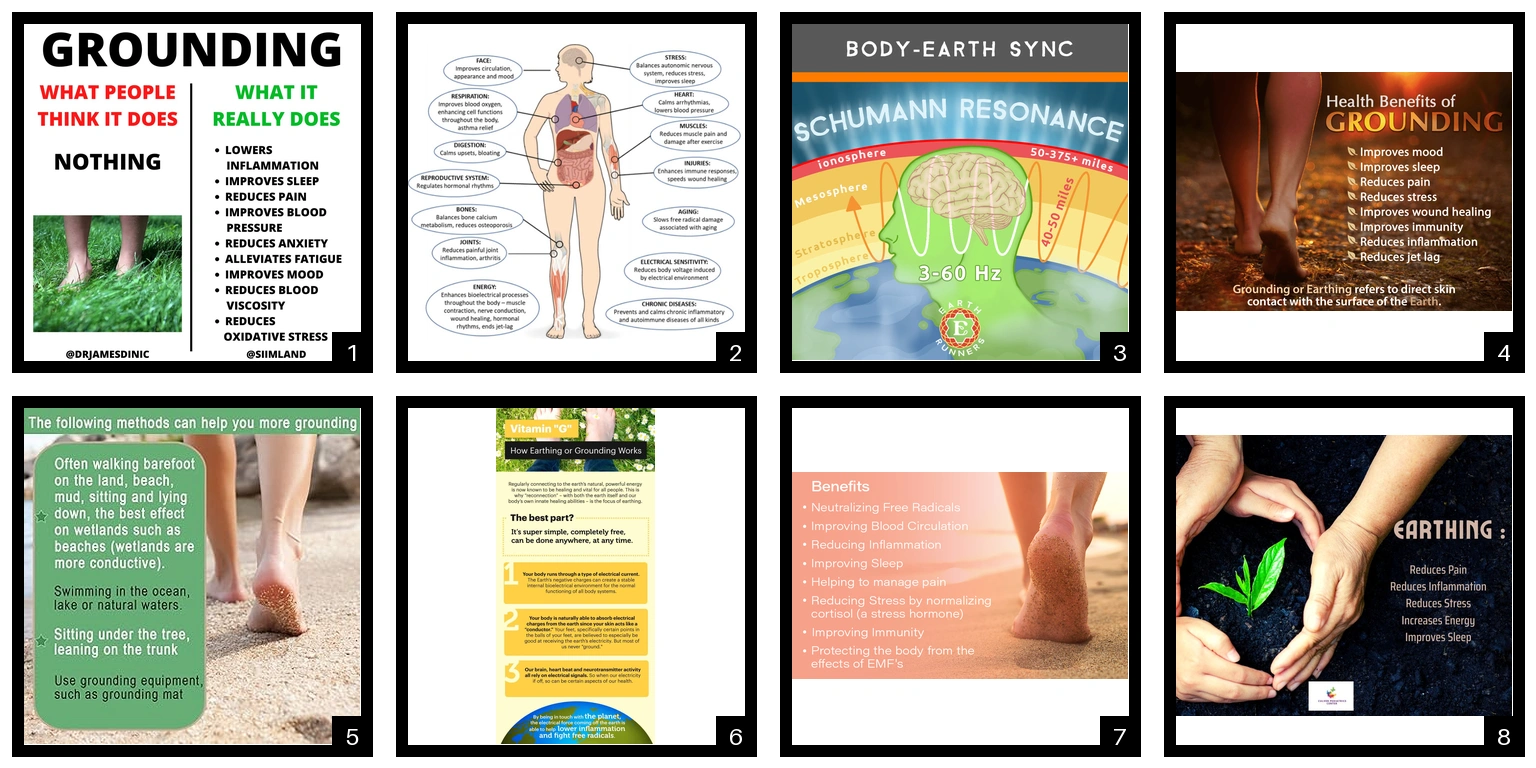 GROUNDING
WHAT PEOPLE
THINK IT DOES
NOTHING
WHAT IT
REALLY DOES
• LOWERS
INFLAMMATION
• IMPROVES SLEEP
• REDUCES PAIN
• IMPROVES BLOOD
PRESSURE
• REDUCES ANXIETY
• ALLEVIATES FATIGUE
• IMPROVES MOOD
• REDUCES BLOOD
VISCOSITY
• REDUCES
OXIDATIVE STRESS
@DRJAMESDINIC
@SIIMLAND
1
FACE:
Improves circulation,
appearance and mood
RESPIRATION:
Improves blood oxygen,
enhancing cell functions
throughout the body,
asthma relief
DIGESTION:
Calms upsets, bloating
REPRODUCTIVE SYSTEM:
Regulates hormonal rhythms
BONES:
Balances bone calcium
metabolism, reduces osteoporosis
JOINTS:
Reduces painful joint
inflammation, arthritis
ENERGY:
Enhances bioelectrical processes
throughout the body – muscle
contraction, nerve conduction,
wound healing, hormonal
rhythms, ends jet-lag
STRESS:
Balances autonomic nervous
system, reduces stress,
improves sleep
HEART:
Calms arrhythmias,
lowers blood pressure
MUSCLES:
Reduces muscle pain and
damage after exercise
INJURIES:
Enhances immune responses,
speeds wound healing
AGING:
Slows free radical damage
associated with aging
ELECTRICAL SENSITIVITY:
Reduces body voltage induced
by electrical environment
CHRONIC DISEASES:
Prevents and calms chronic inflammatory
and autoimmune diseases of all kinds
2
BODY-EARTH SYNC
SCHUMANN RESONANCE
ionosphere
50-375+ miles
Mesosphere
40-50 miles
Stratosphere
Troposphere
3-60 Hz
EARTH
E
RUNNERS
3
Health Benefits of
GROUNDING
Improves mood
Improves sleep
Reduces pain
Reduces stress
Improves wound healing
Improves immunity
Reduces inflammation
Reduces jet lag
Grounding or Earthing refers to direct skin
contact with the surface of the Earth.
4
The following methods can help you more grounding
Often walking barefoot
on the land, beach,
mud, sitting and lying
down, the best effect
on wetlands such as
beaches (wetlands are
more conductive).
Swimming in the ocean,
lake or natural waters.
Sitting under the tree,
leaning on the trunk
Use grounding equipment,
such as grounding mat
5
Vitamin "G"
How Earthing or Grounding Works
Regularly connecting to the earth's natural, powerful energy
is now known to be healing and vital for all people. This is
why "reconnection" - with both the earth itself and our
body's own innate healing abilities - is the focus of earthing.
The best part?
It's super simple, completely free,
can be done anywhere, at any time.
1
Your body runs through a type of electrical current.
The Earth's negative charges can create a stable
internal bioelectrical environment for the normal
functioning of all body systems.
2
Your body is naturally able to absorb electrical
charges from the earth since your skin acts like a
"conductor." Your feet, specifically certain points in
the balls of your feet, are believed to especially be
good at receiving the earth's electricity. But most of
us never "ground."
3
Our brain, heart beat and neurotransmitter activity
all rely on electrical signals. So when our electricity
if off, so can be certain aspects of our health.
By being in touch with the planet,
the electrical force coming off the earth is
able to help lower inflammation
and fight free radicals
6
Benefits
• Neutralizing Free Radicals
• Improving Blood Circulation
• Reducing Inflammation
• Improving Sleep
• Helping to manage pain
• Reducing Stress by normalizing
cortisol (a stress hormone)
• Improving Immunity
• Protecting the body from the
effects of EMF's
7
EARTHING :
Reduces Pain
Reduces Inflammation
Reduces Stress
Increases Energy
Improves Sleep
8